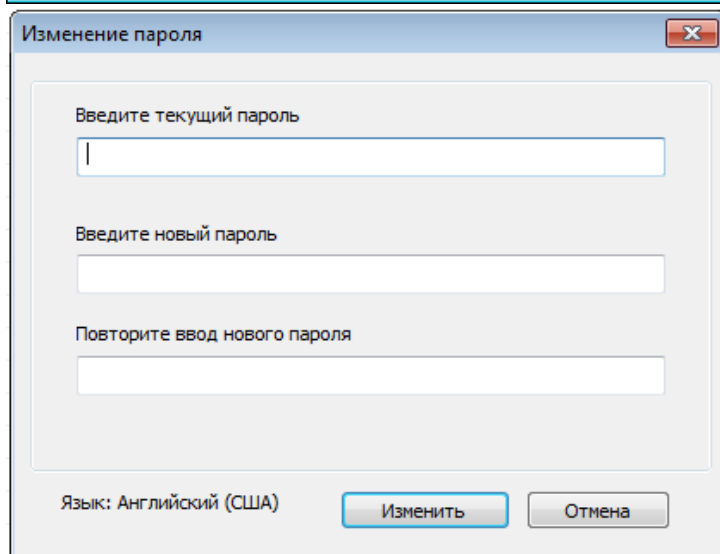 Изменение пароля
Введите текущий пароль
Введите новый пароль
Повторите ввод нового пароля
Язык: Английский (США)
Изменить
Отмена